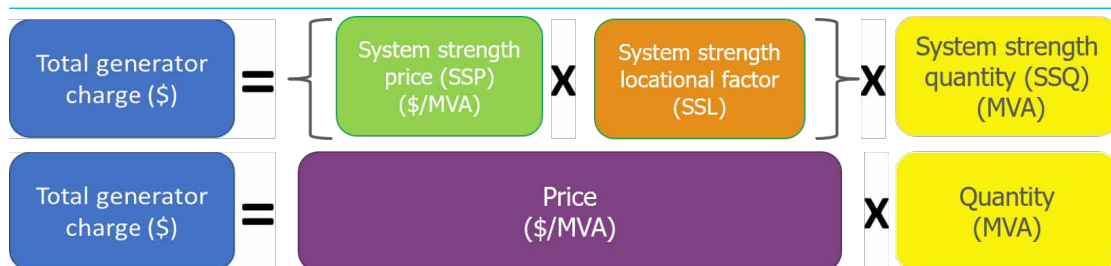 Total generator
charge ($)
=
System strength
price (SSP)
($/MVA)
X
System strength
locational factor
(SSL)
X
System strength
quantity (SSQ)
(MVA)
Total generator
charge ($)
=
Price
($/MVA)
X
Quantity
(MVA)